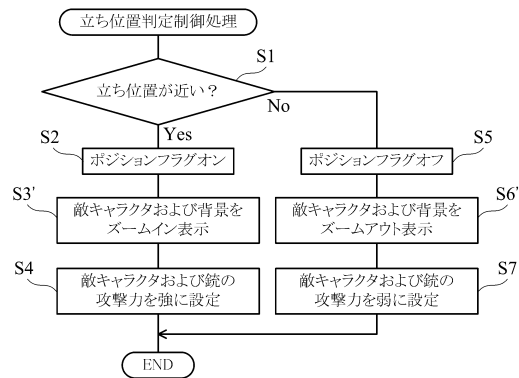 立ち位置判定制御処理
S1
立ち位置が近い?
No
Yes
S2
ポジションフラグオン
S5
ポジションフラグオフ
S3'
敵キャラクタおよび背景を
ズームイン表示
S6'
敵キャラクタおよび背景を
ズームアウト表示
S4
敵キャラクタおよび銃の
攻撃力を強に設定
S7
敵キャラクタおよび銃の
攻撃力を弱に設定
END